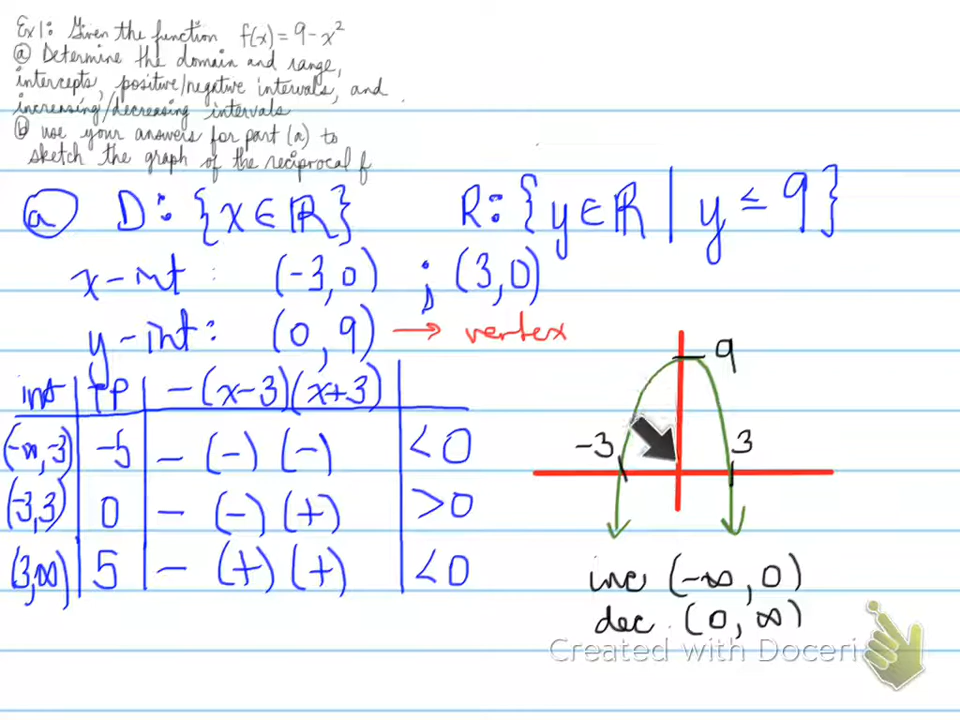 Ex1: Given the function f(x) = 9 - x²
ⓐ Determine the domain and range,
intercepts, positive/negative intervals, and
increasing/decreasing intervals
ⓑ use your answers for part (a) to
sketch the graph of the reciprocal f
ⓐ D: {x ∈ ℝ} R: {y ∈ ℝ | y ≤ 9}
x-int : (-3,0) ; (3,0)
y-int: (0,9) → vertex
int TP -(x-3)(x+3)
(-∞,-3) -5 - (-) (-) <0
(-3,3) 0 - (-) (+) >0
(3,∞) 5 - (+) (+) <0
9
-3 3
inc (-∞,0)
dec (0,∞)
Created with Doceri